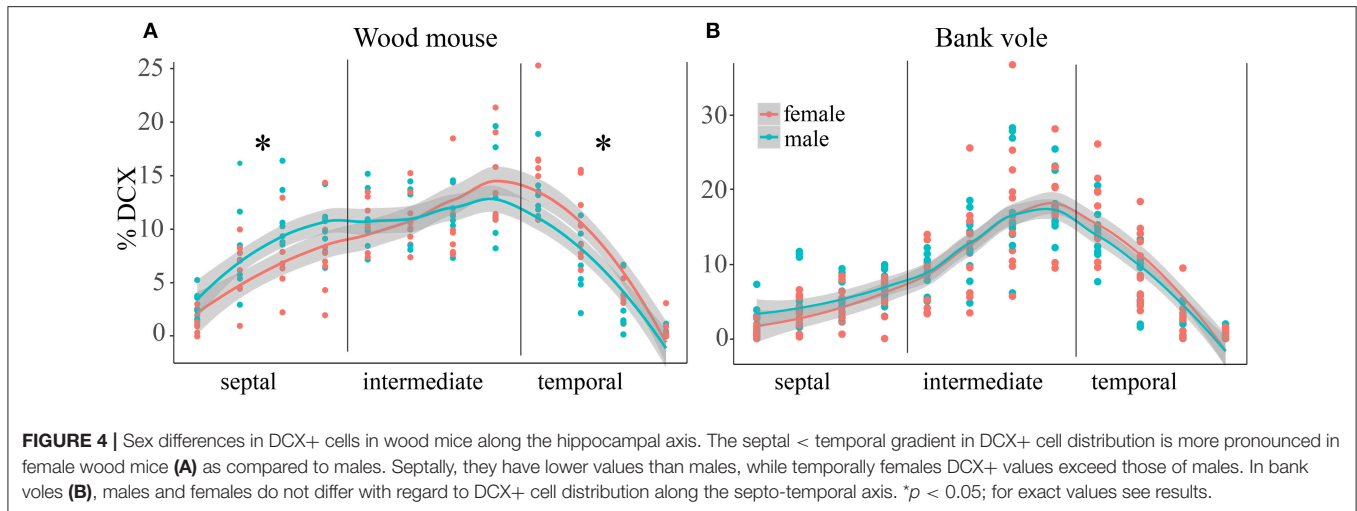 A
Wood mouse
B
Bank vole
25
20
15
10
5
0
% DCX
*
*
septal
intermediate
temporal
30
20
10
0
female
male
septal
intermediate
temporal
FIGURE 4 | Sex differences in DCX+ cells in wood mice along the hippocampal axis. The septal < temporal gradient in DCX+ cell distribution is more pronounced in
female wood mice (A) as compared to males. Septally, they have lower values than males, while temporally females DCX+ values exceed those of males. In bank
voles (B), males and females do not differ with regard to DCX+ cell distribution along the septo-temporal axis. *p < 0.05; for exact values see results.